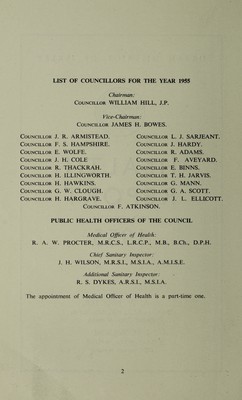 LIST OF COUNCILLORS FOR THE YEAR 1955
Chairman:
COUNCILLOR WILLIAM HILL, J.P.
Vice-Chairman:
COUNCILLOR JAMES H. BOWES.
COUNCILLOR J. R. ARMISTEAD. COUNCILLOR L. J. SARJEANT.
COUNCILLOR F. S. HAMPSHIRE. COUNCILLOR J. HARDY.
COUNCILLOR E. WOLFE. COUNCILLOR R. ADAMS.
COUNCILLOR J. H. COLE COUNCILLOR F. AVEYARD.
COUNCILLOR R. THACKRAH. COUNCILLOR E. BINNS.
COUNCILLOR H. ILLINGWORTH. COUNCILLOR T. H. JARVIS.
COUNCILLOR H. HAWKINS. COUNCILLOR G. MANN.
COUNCILLOR G. W. CLOUGH. COUNCILLOR G. A. SCOTT.
COUNCILLOR H. HARGRAVE. COUNCILLOR J. L. ELLICOTT.
COUNCILLOR F. ATKINSON.
PUBLIC HEALTH OFFICERS OF THE COUNCIL
Medical Officer of Health:
R. A. W. PROCTER, M.R.C.S., L.R.C.P., M.B., B.Ch., D.P.H.
Chief Sanitary Inspector:
J. H. WILSON, M.R.S.I., M.S.I.A., A.M.I.S.E.
Additional Sanitary Inspector:
R. S. DYKES, A.R.S.I., M.S.I.A.
The appointment of Medical Officer of Health is a part-time one.
2